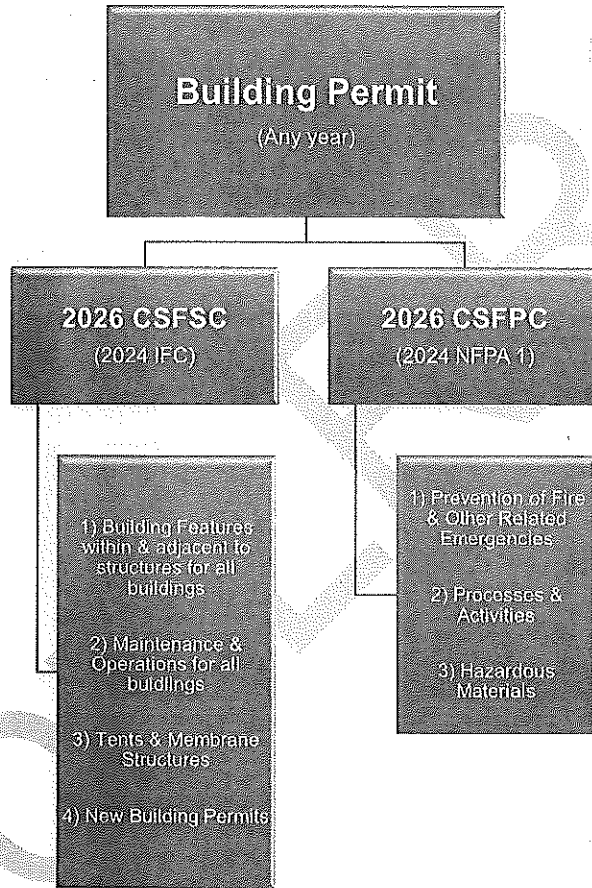 Building Permit
(Any year)
2026 CSFSC
(2024 IFC)
2026 CSFPC
(2024 NFPA 1)
1) Building Features
within & adjacent to
structures for all
buildings
2) Maintenance &
Operations for all
buildings
3) Tents & Membrane
Structures
4) New Building Permits
1) Prevention of Fire
& Other Related
Emergencies
2) Processes &
Activities
3) Hazardous
Materials